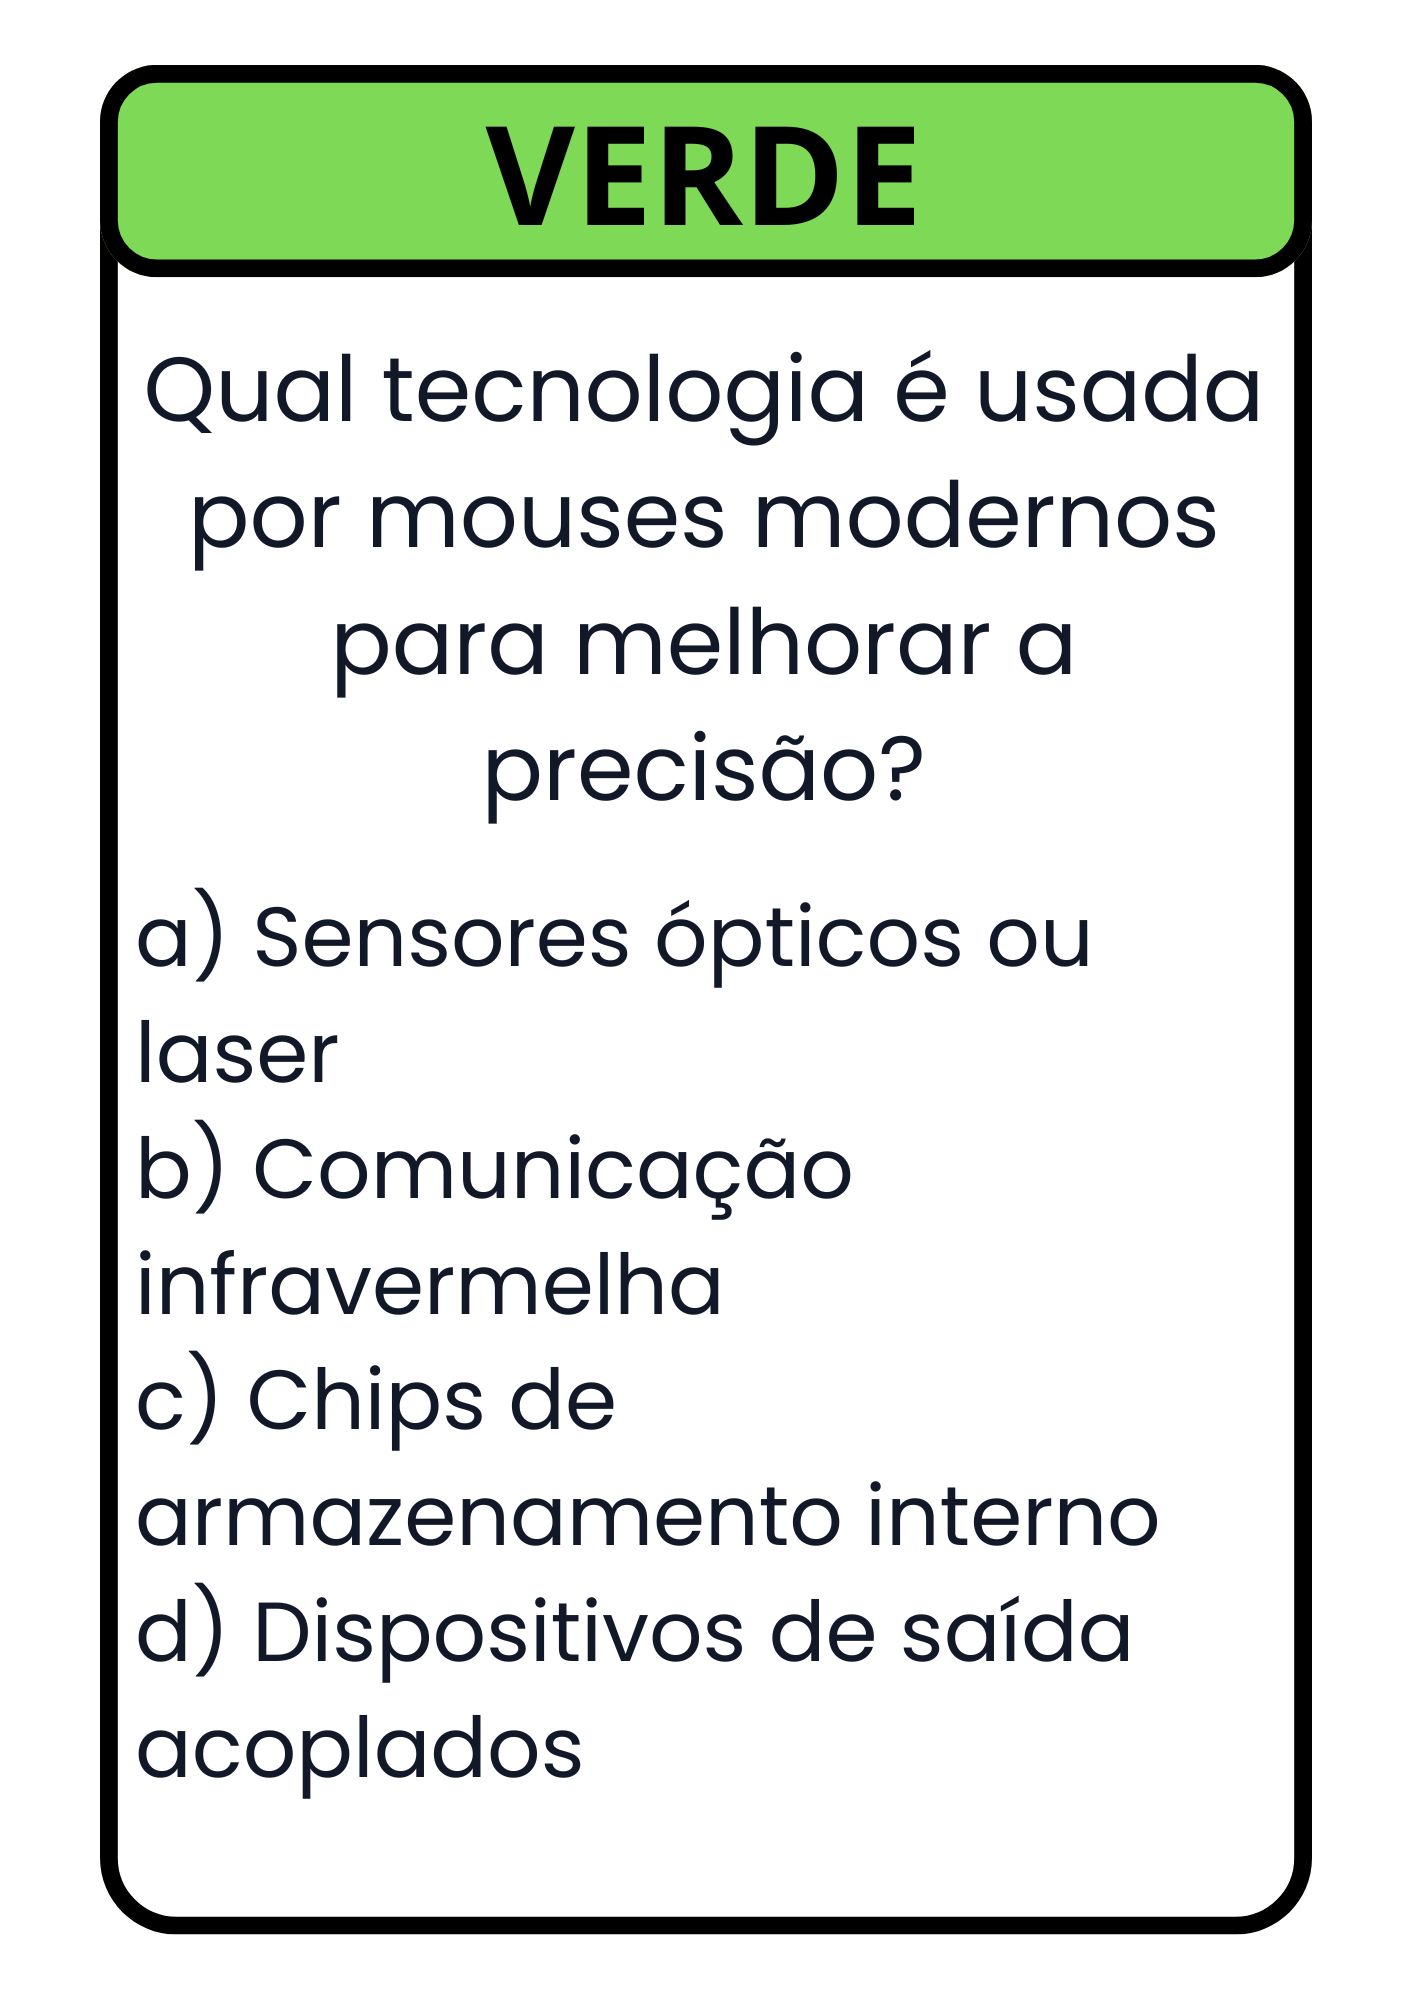 VERDE
Qual tecnologia é usada
por mouses modernos
para melhorar a
precisão?
a) Sensores ópticos ou
laser
b) Comunicação
infravermelha
c) Chips de
armazenamento interno
d) Dispositivos de saída
acoplados